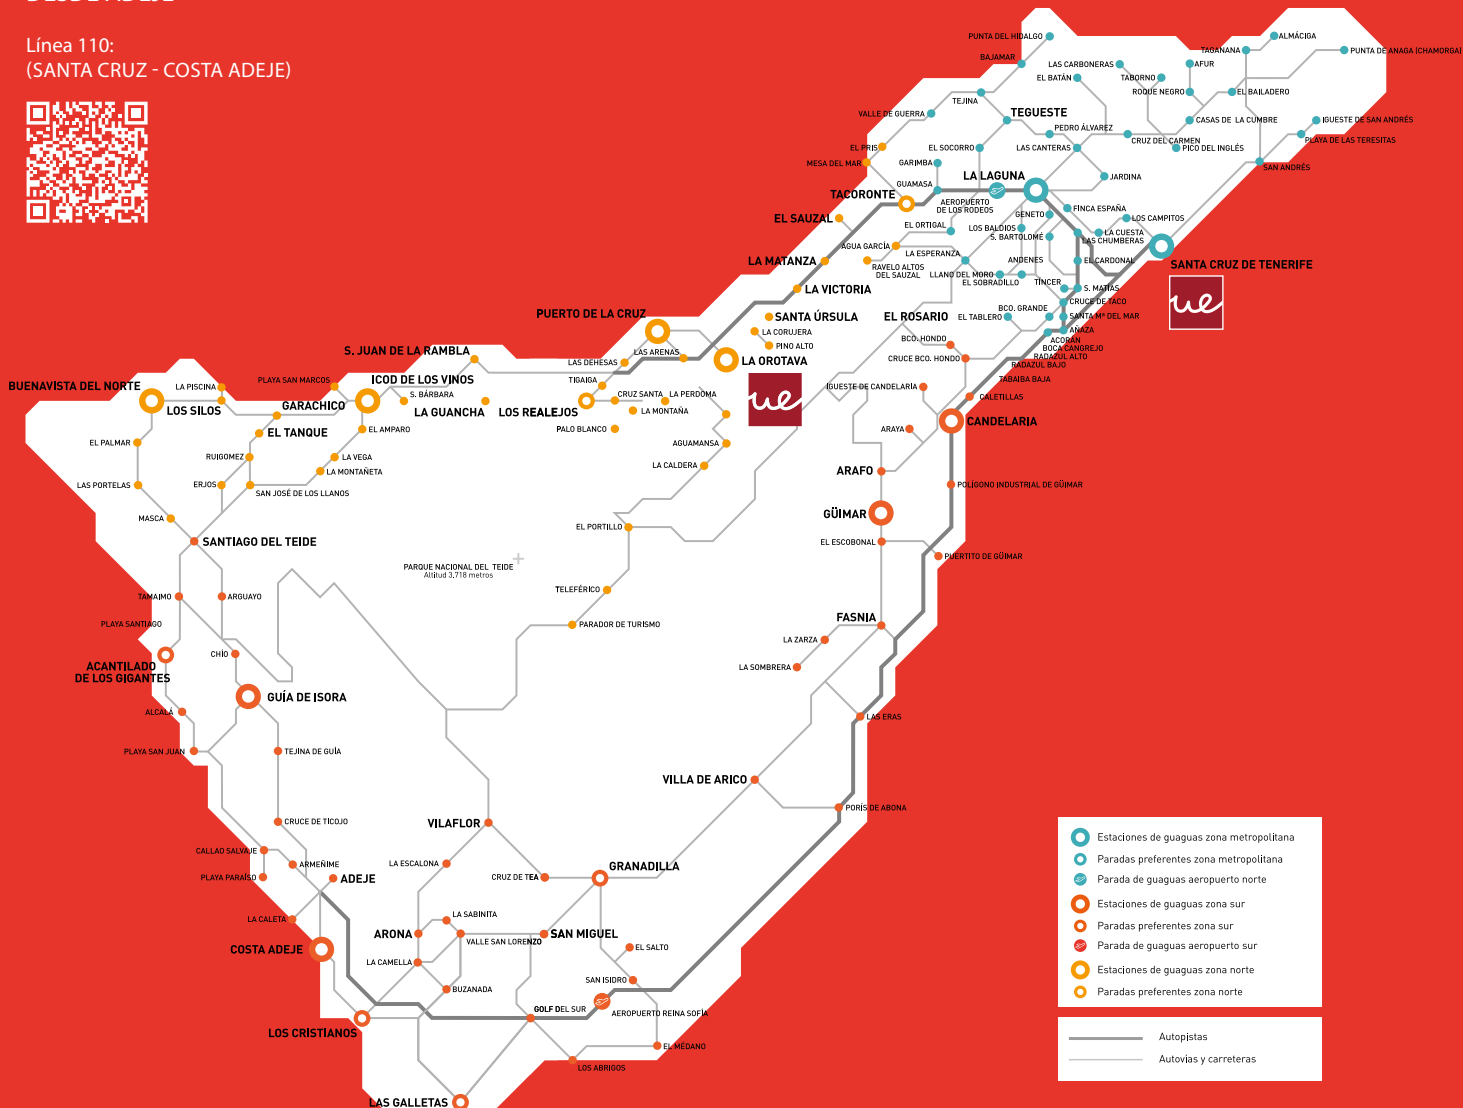 Línea 110:
(SANTA CRUZ - COSTA ADEJE)
PUNTA DEL HIDALGO
BAJAMAR
TEJINA
VALLE DE GUERRA
TEGUESTE
EL PRIS
MESA DEL MAR
EL SOCORRO
GARIMBA
GUAMASA
TACORONTE
LA LAGUNA
AEROPUERTO
DE LOS RODEOS
LAS CARBONERAS
EL BATÁN
TABORNO
AFUR
ROQUE NEGRO
TAGANANA
ALMÁCIGA
PUNTA DE ANAGA (CHAMORGA)
EL BAILADERO
CASAS DE LA CUMBRE
IGUESTE DE SAN ANDRÉS
PLAYA DE LAS TERESITAS
PEDRO ÁLVAREZ
LAS CANTERAS
CRUZ DEL CARMEN
PICO DEL INGLÉS
SAN ANDRÉS
JARDINA
FINCA ESPAÑA
LOS CAMPITOS
GENETO
LOS BALDIOS
S. BARTOLOMÉ
LA CUESTA
LAS CHUMBERAS
SANTA CRUZ DE TENERIFE
ue
EL SAUZAL
EL ORTIGAL
AGUA GARCÍA
LA ESPERANZA
RAVELO ALTOS
DEL SAUZAL
LLANO DEL MORO
ANDENES
EL CARDONAL
EL SOBRADILLO
TÍNCER
S. MATIAS
CRUCE DE TACO
LA MATANZA
LA VICTORIA
BCO. GRANDE
EL TABLERO
SANTA Mª DEL MAR
AÑAZA
ACORÁN
BOCA CANGREJO
RADAZUL ALTO
RADAZUL BAJO
TABAIBA BAJA
EL ROSARIO
BCO. HONDO
CRUCE BCO. HONDO
PUERTO DE LA CRUZ
SANTA ÚRSULA
LA CORUJERA
PINO ALTO
LAS ARENAS
LA OROTAVA
ue
S. JUAN DE LA RAMBLA
LAS DEHESAS
TIGAIGA
CRUZ SANTA
LA PERDOMA
LOS REALEJOS
LA MONTAÑA
PALO BLANCO
AGUAMANSA
LA CALDERA
BUENAVISTA DEL NORTE
LA PISCINA
LOS SILOS
PLAYA SAN MARCOS
ICOD DE LOS VINOS
GARACHICO
S. BÁRBARA
LA GUANCHA
EL TANQUE
EL AMPARO
EL PALMAR
RUIGOMEZ
LA VEGA
LA MONTAÑETA
LAS PORTELAS
ERJOS
SAN JOSÉ DE LOS LLANOS
MASCA
SANTIAGO DEL TEIDE
IGUESTE DE CANDELARÍA
CALETILLAS
CANDELARIA
ARAYA
ARAFO
POLÍGONO INDUSTRIAL DE GÜIMAR
GÜIMAR
EL ESCOBONAL
PUERTITO DE GÜIMAR
EL PORTILLO
PARQUE NACIONAL DEL TEIDE
Altitud 3.718 metros
TELEFÉRICO
PARADOR DE TURISMO
TAMAIMO
ARGUAYO
PLAYA SANTIAGO
CHÍO
ACANTILADO
DE LOS GIGANTES
GUÍA DE ISORA
ALCALÁ
PLAYA SAN JUAN
TEJINA DE GUÍA
FASNIA
LA ZARZA
LA SOMBRERA
LAS ERAS
VILLA DE ARICO
PORÍS DE ABONA
CRUCE DE TICOJO
VILAFLOR
CALLAO SALVAJE
ARMEÑIME
PLAYA PARAÍSO
ADEJE
LA ESCALONA
CRUZ DE TEA
GRANADILLA
LA CALETA
LA SABINITA
ARONA
VALLE SAN LORENZO
SAN MIGUEL
COSTA ADEJE
LA CAMELLA
BUZANADA
EL SALTO
SAN ISIDRO
GOLF DEL SUR
AEROPUERTO REINA SOFÍA
LOS CRISTIANOS
EL MÉDANO
LOS ABRIGOS
LAS GALLETAS
Estaciones de guaguas zona metropolitana
Paradas preferentes zona metropolitana
Parada de guaguas aeropuerto norte
Estaciones de guaguas zona sur
Paradas preferentes zona sur
Parada de guaguas aeropuerto sur
Estaciones de guaguas zona norte
Paradas preferentes zona norte
Autopistas
Autovias y carreteras